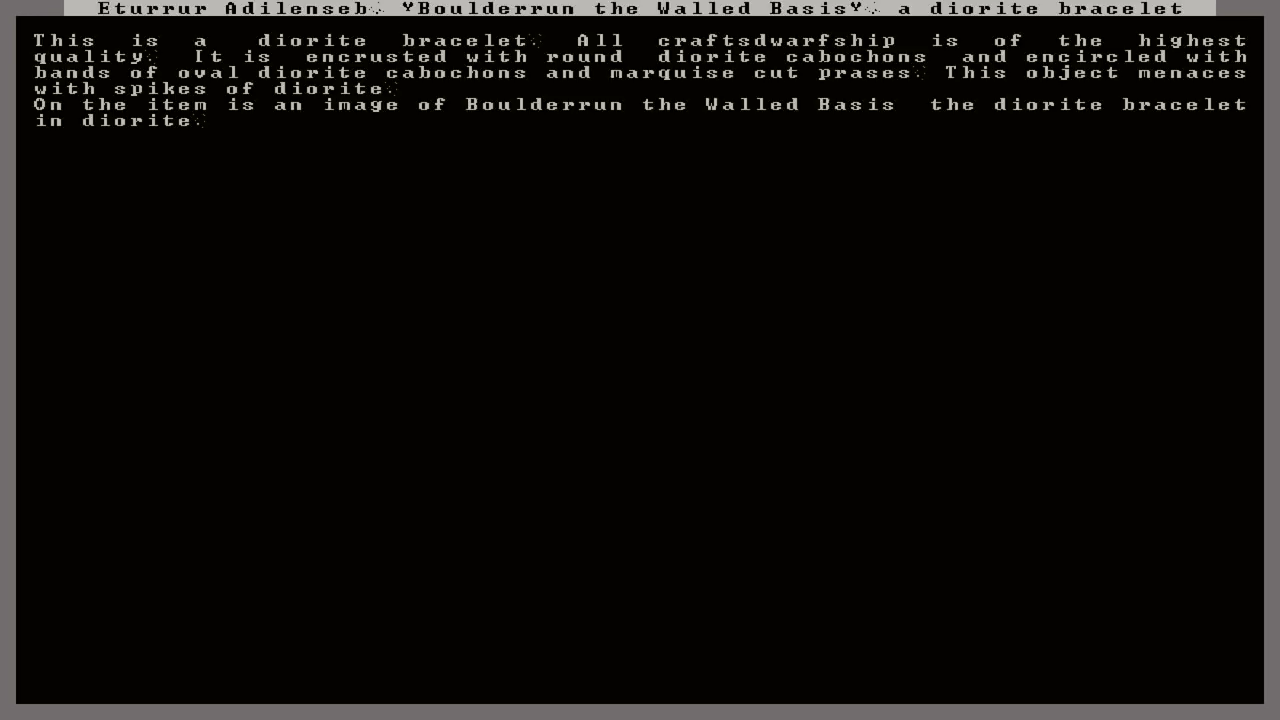 Eturrur Adilenseb░ "Boulderrun the Walled Basis"░ a diorite bracelet
This is a diorite bracelet░ All craftsdwarfship is of the highest
quality░ It is encrusted with round diorite cabochons and encircled with
bands of oval diorite cabochons and marquise cut prases░ This object menaces
with spikes of diorite░
On the item is an image of Boulderrun the Walled Basis the diorite bracelet
in diorite░